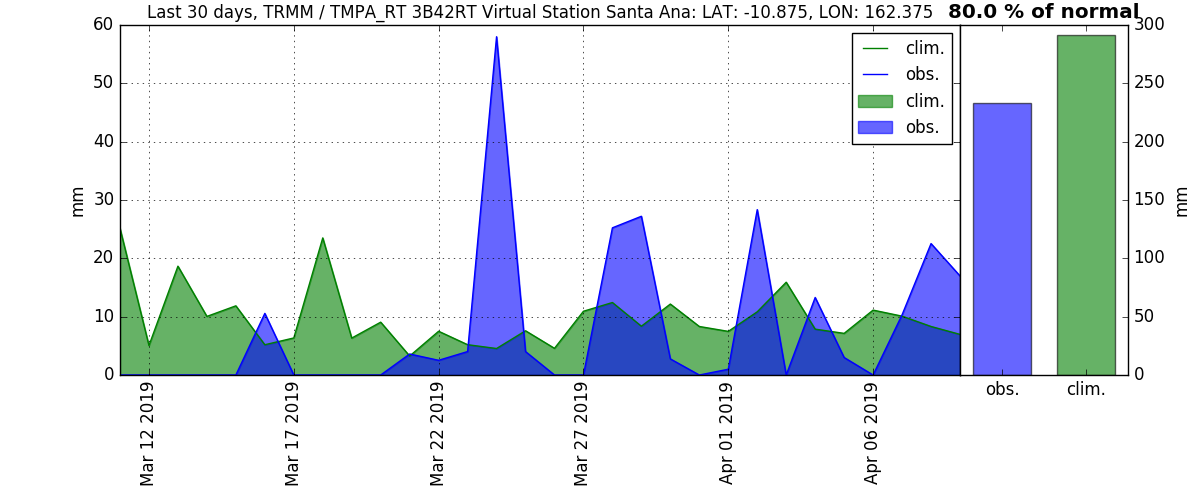 Last 30 days, TRMM / TMPA_RT 3B42RT Virtual Station Santa Ana: LAT: -10.875, LON: 162.375
80.0 % of normal
60
50
40
30
20
10
0
mm
clim.
obs.
clim.
obs.
Mar 12 2019
Mar 17 2019
Mar 22 2019
Mar 27 2019
Apr 01 2019
Apr 06 2019
300
250
200
150
100
50
0
mm
obs.
clim.